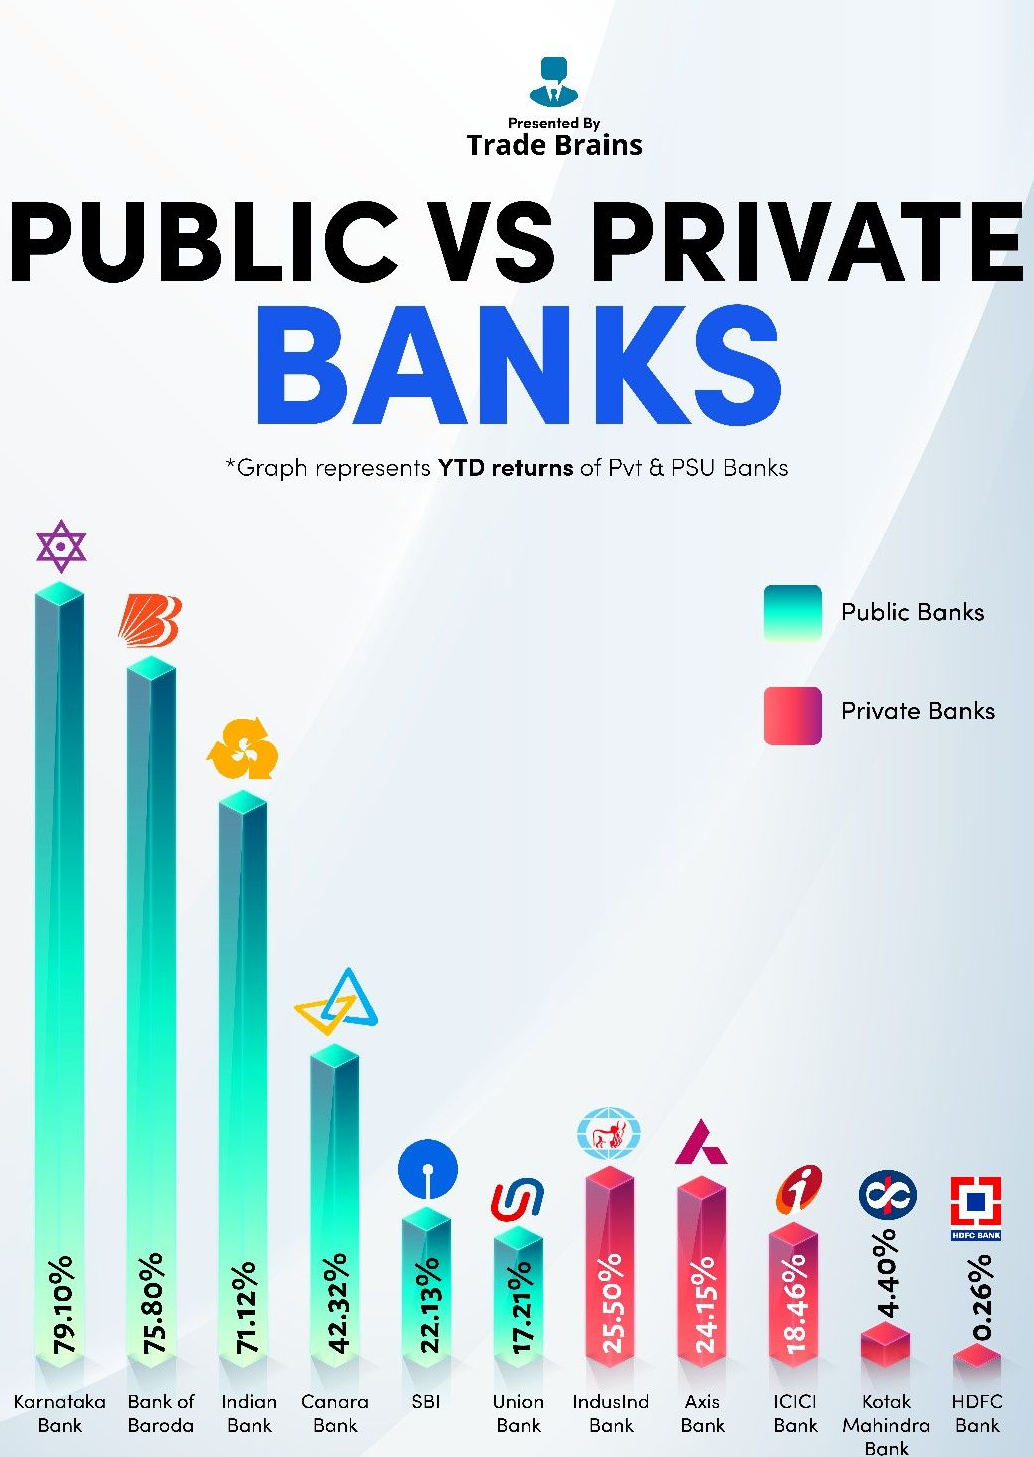 Presented By
Trade Brains
PUBLIC VS PRIVATE
BANKS
*Graph represents YTD returns of Pvt & PSU Banks
Public Banks
Private Banks
HDFC BANK
79.10%
75.80%
71.12%
42.32%
22.13%
17.21%
25.50%
24.15%
18.46%
4.40%
0.26%
Karnataka
Bank
Bank of
Baroda
Indian
Bank
Canara
Bank
SBI
Union
Bank
IndusInd
Bank
Axis
Bank
ICICI
Bank
Kotak
Mahindra
Bank
HDFC
Bank